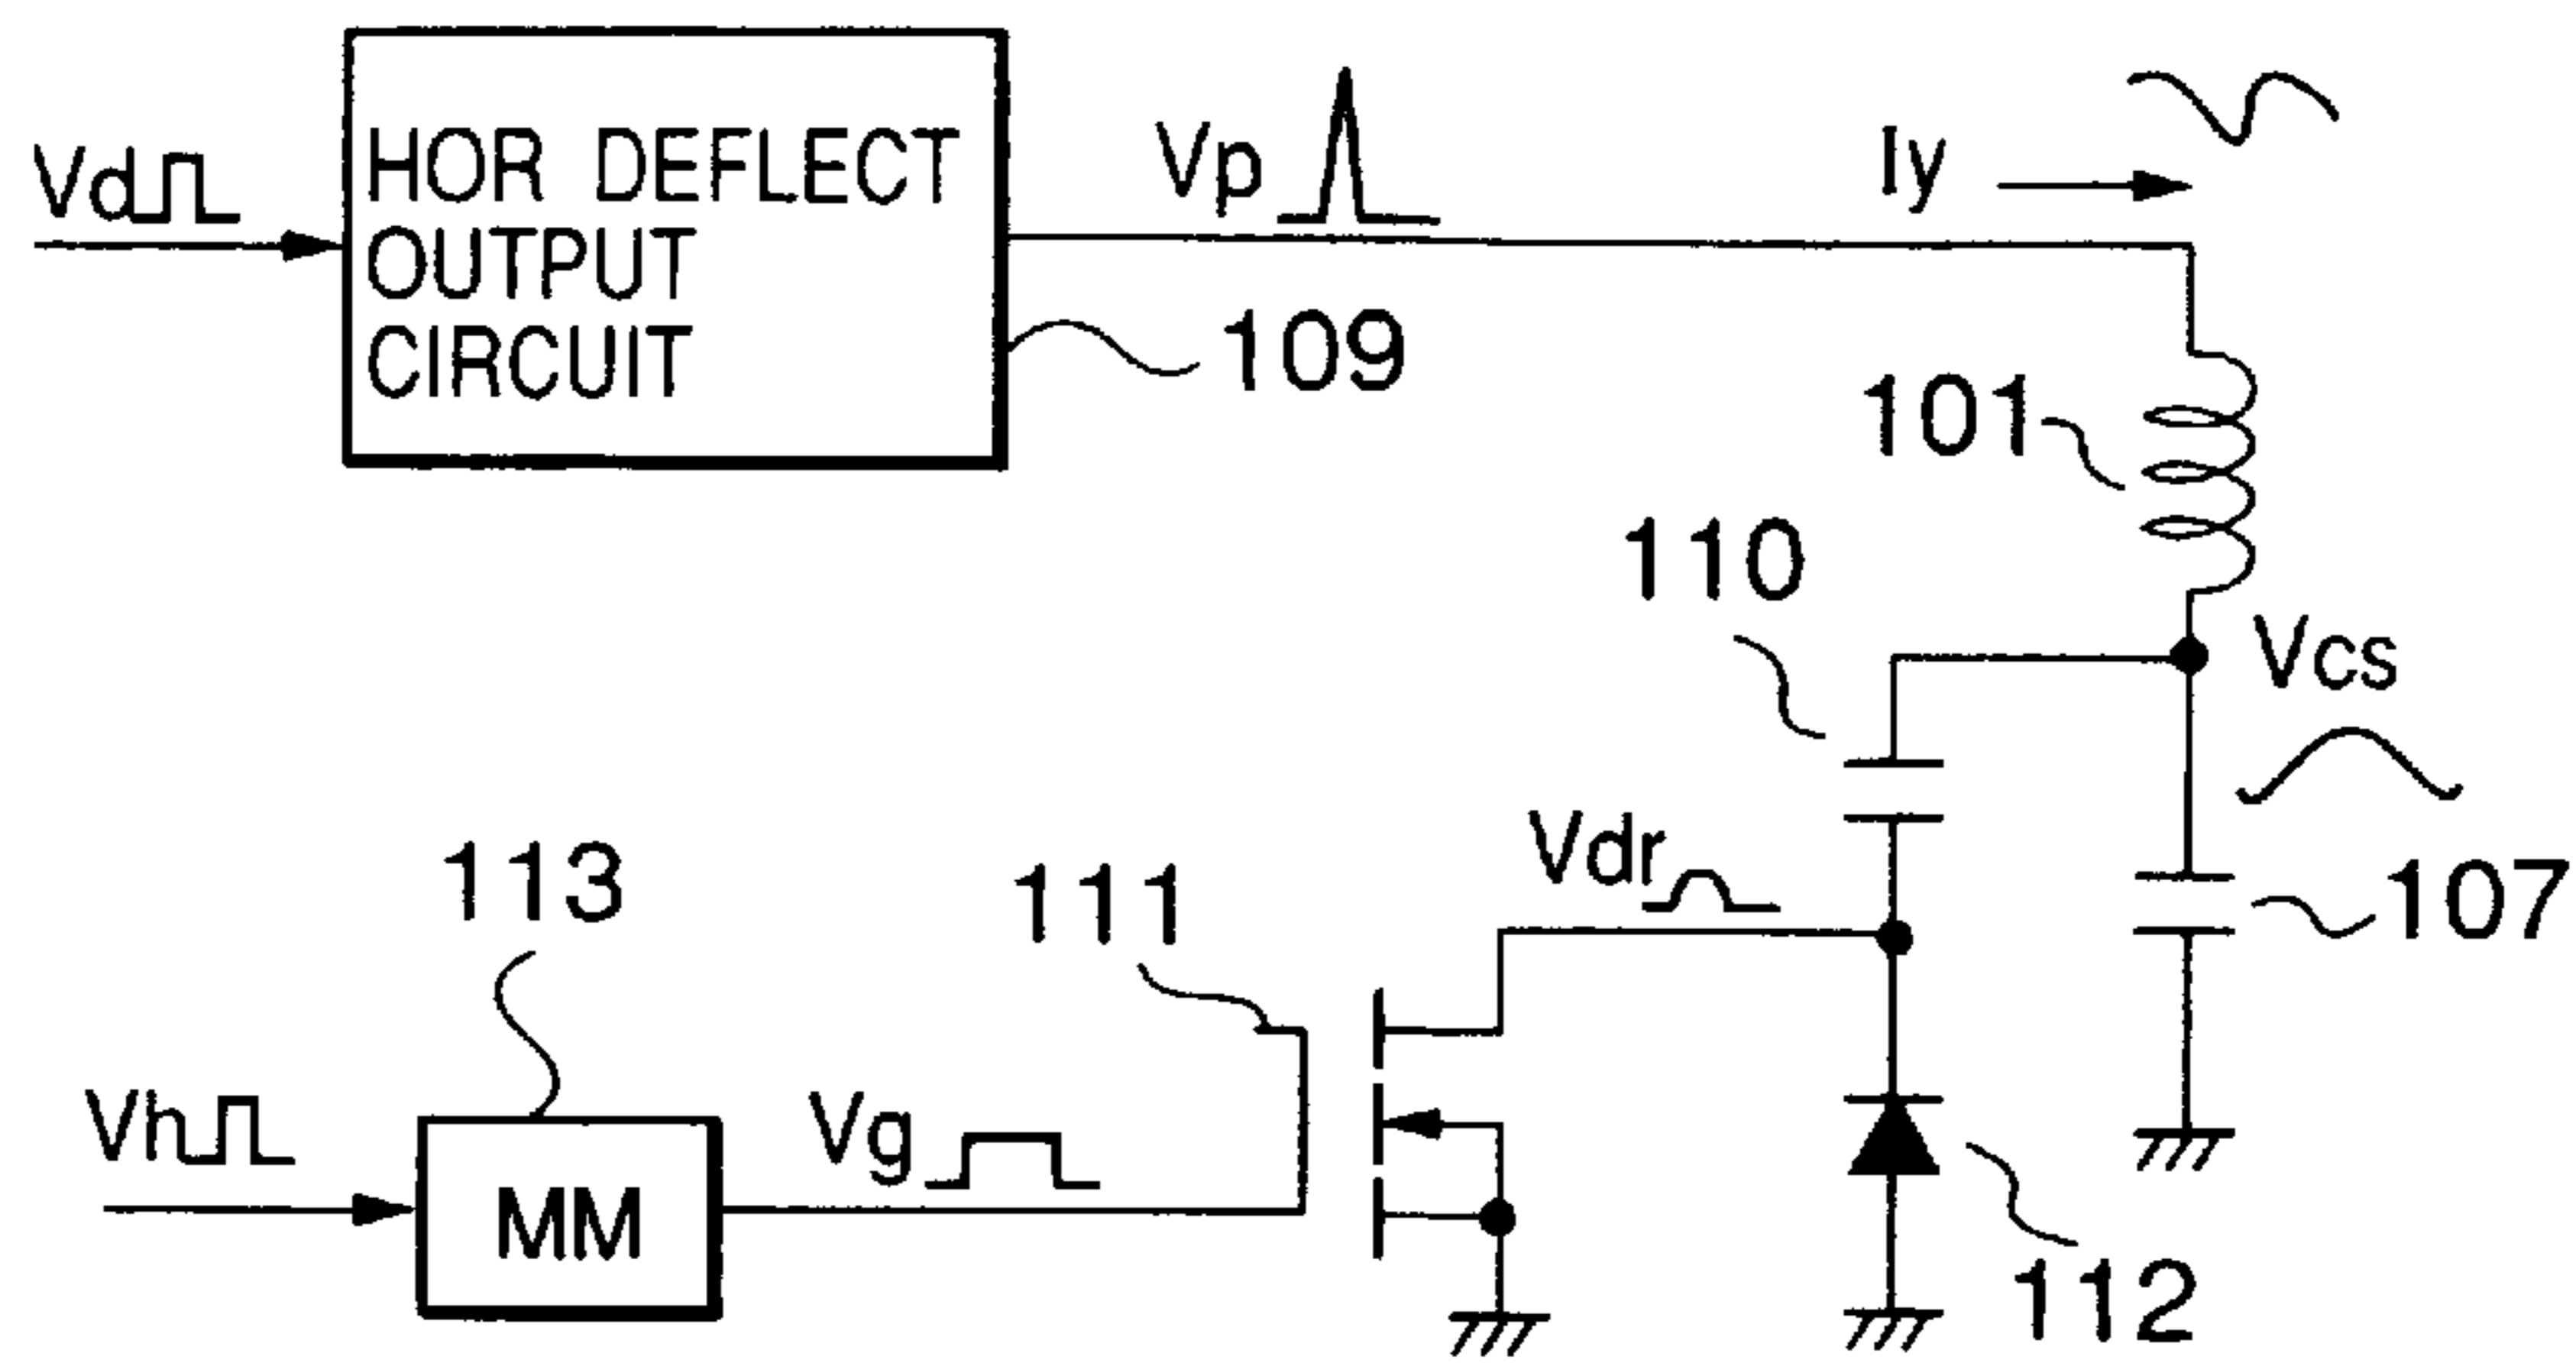 Vd
HOR DEFLECT
OUTPUT
CIRCUIT
109
Vp
Iy
101
110
Vcs
107
Vdr
111
113
Vh
MM
Vg
112